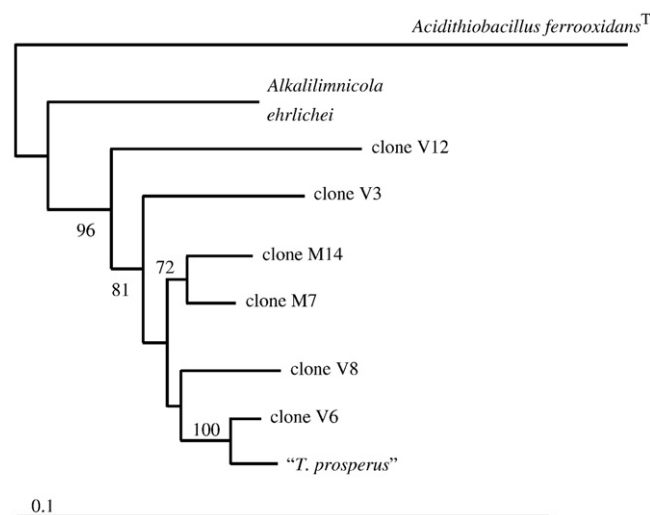 Acidithiobacillus ferrooxidansT
Alkalilimnicola
ehrlichei
clone V12
clone V3
96
clone M14
72
81
clone M7
clone V8
clone V6
100
“T. prosperus”
0.1